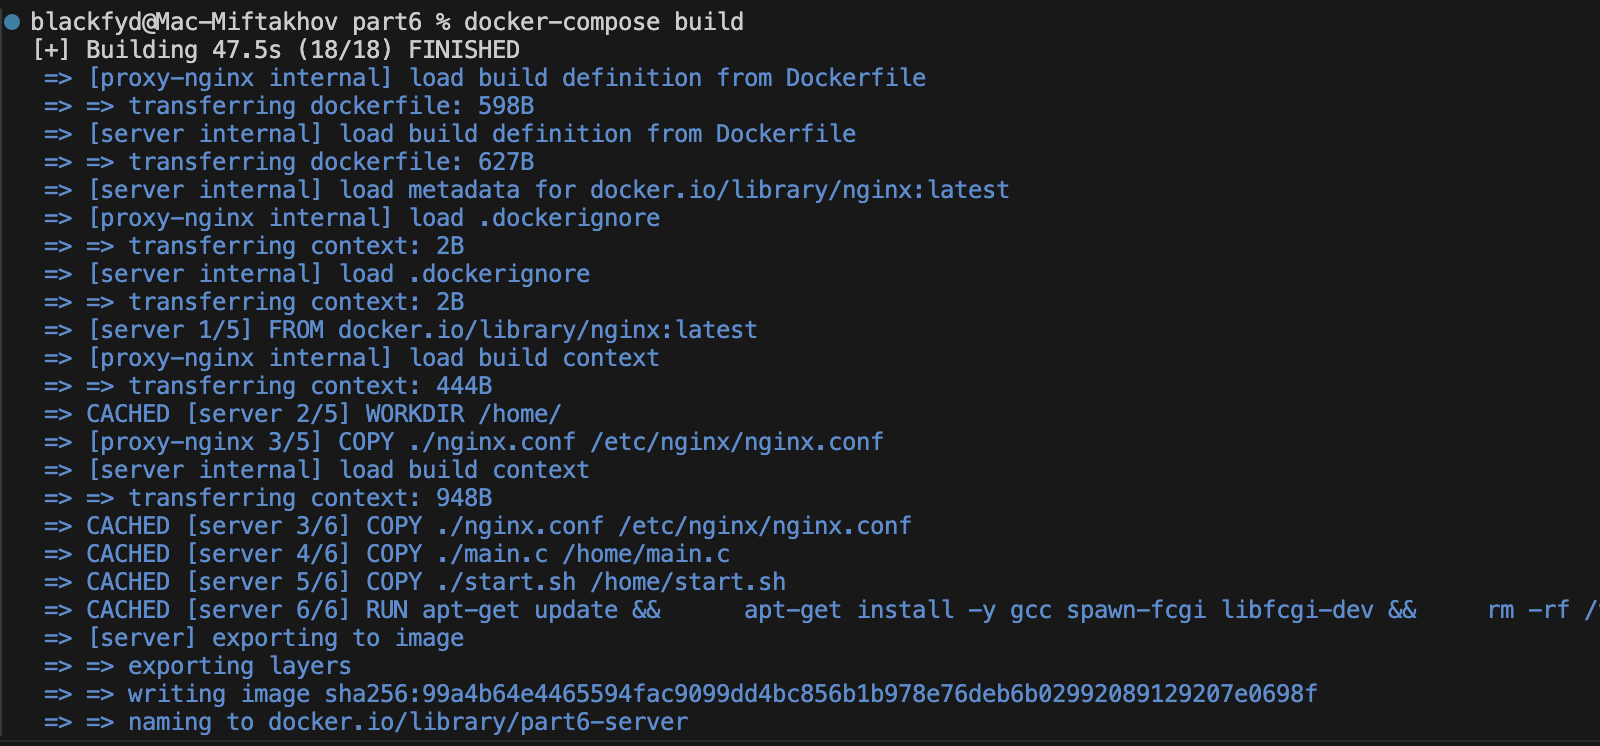 blackfyd@Mac-Miftakhov part6 % docker-compose build
[+] Building 47.5s (18/18) FINISHED
=> [proxy-nginx internal] load build definition from Dockerfile
=> => transferring dockerfile: 598B
=> [server internal] load build definition from Dockerfile
=> => transferring dockerfile: 627B
=> [server internal] load metadata for docker.io/library/nginx:latest
=> [proxy-nginx internal] load .dockerignore
=> => transferring context: 2B
=> [server internal] load .dockerignore
=> => transferring context: 2B
=> [server 1/5] FROM docker.io/library/nginx:latest
=> [proxy-nginx internal] load build context
=> => transferring context: 444B
=> CACHED [server 2/5] WORKDIR /home/
=> [proxy-nginx 3/5] COPY ./nginx.conf /etc/nginx/nginx.conf
=> [server internal] load build context
=> => transferring context: 948B
=> CACHED [server 3/6] COPY ./nginx.conf /etc/nginx/nginx.conf
=> CACHED [server 4/6] COPY ./main.c /home/main.c
=> CACHED [server 5/6] COPY ./start.sh /home/start.sh
=> CACHED [server 6/6] RUN apt-get update &&      apt-get install -y gcc spawn-fcgi libfcgi-dev &&     rm -rf /
=> [server] exporting to image
=> => exporting layers
=> => writing image sha256:99a4b64e4465594fac9099dd4bc856b1b978e76deb6b02992089129207e0698f
=> => naming to docker.io/library/part6-server